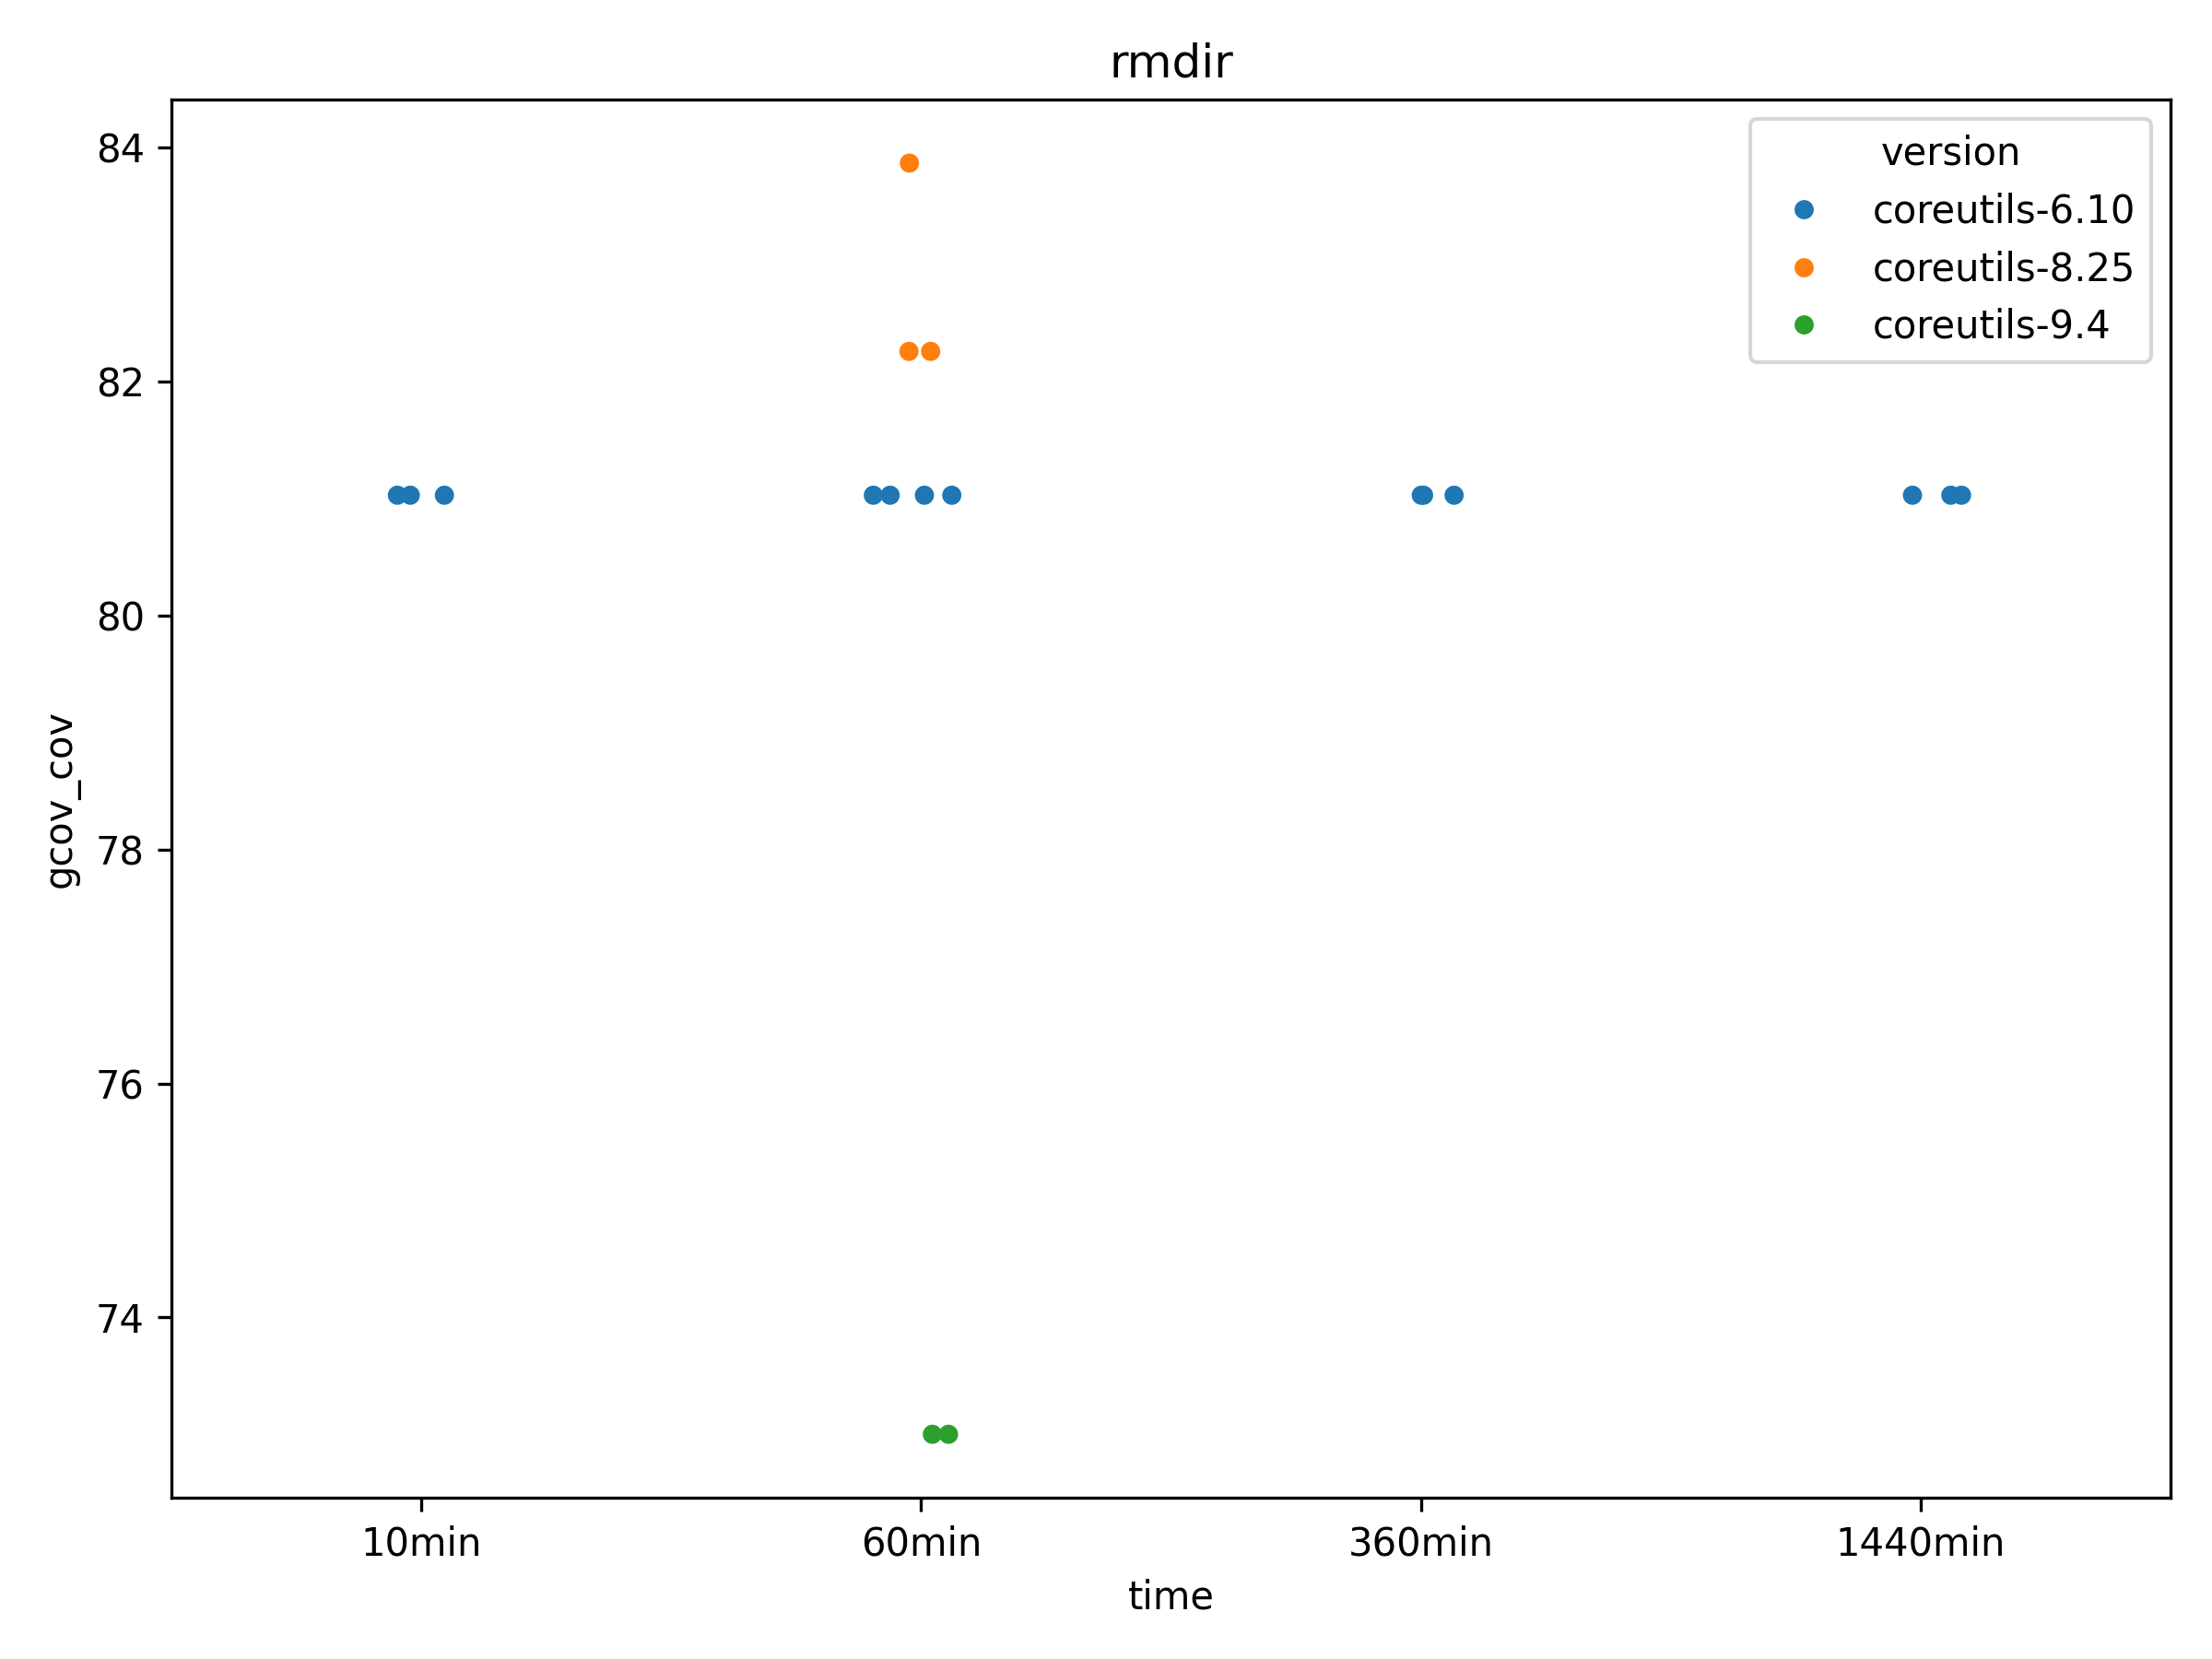 rmdir
version
coreutils-6.10
coreutils-8.25
coreutils-9.4
84
82
80
78
76
74
gcov_cov
10min 60min 360min 1440min
time